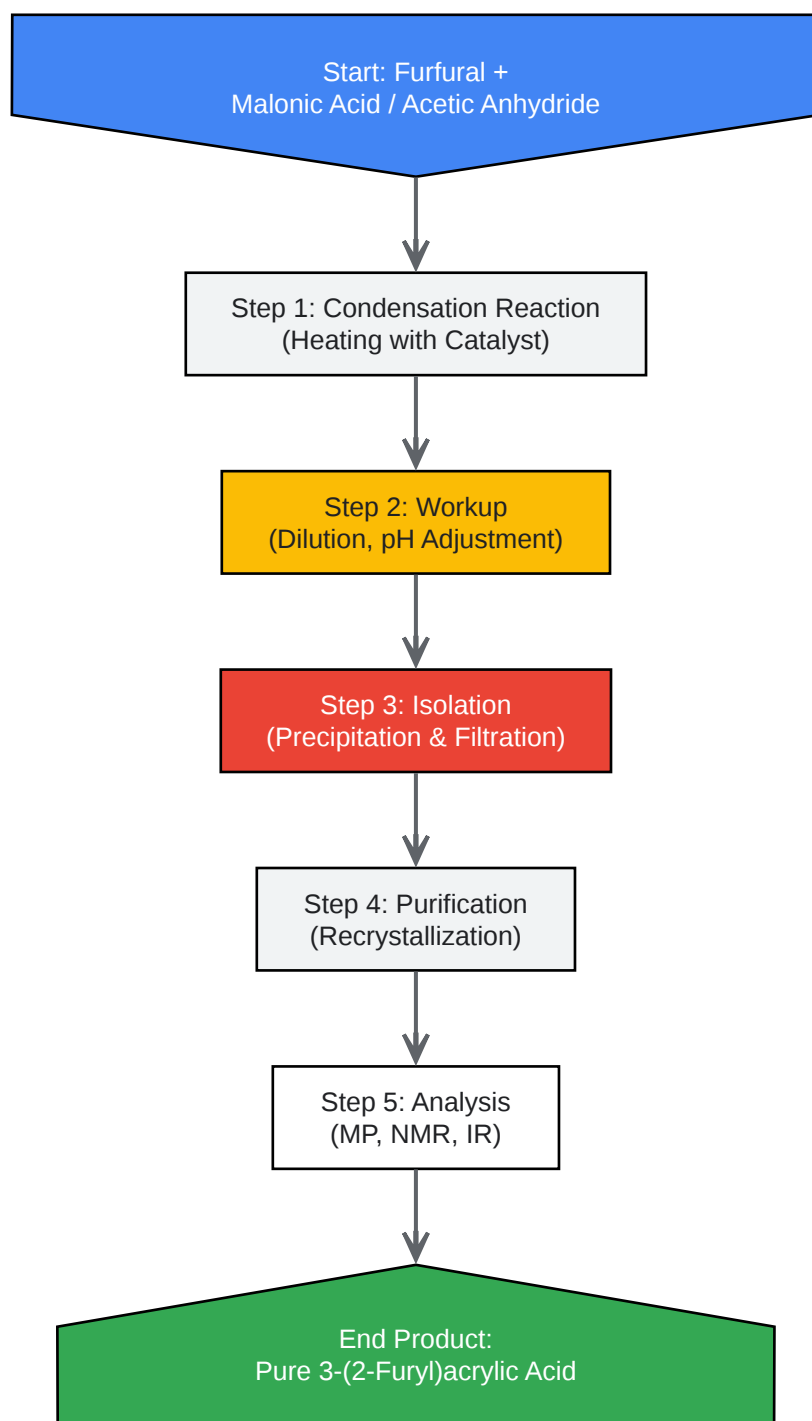 Start: Furfural +
Malonic Acid / Acetic Anhydride
Step 1: Condensation Reaction
(Heating with Catalyst)
Step 2: Workup
(Dilution, pH Adjustment)
Step 3: Isolation
(Precipitation & Filtration)
Step 4: Purification
(Recrystallization)
Step 5: Analysis
(MP, NMR, IR)
End Product:
Pure 3-(2-Furyl)acrylic Acid